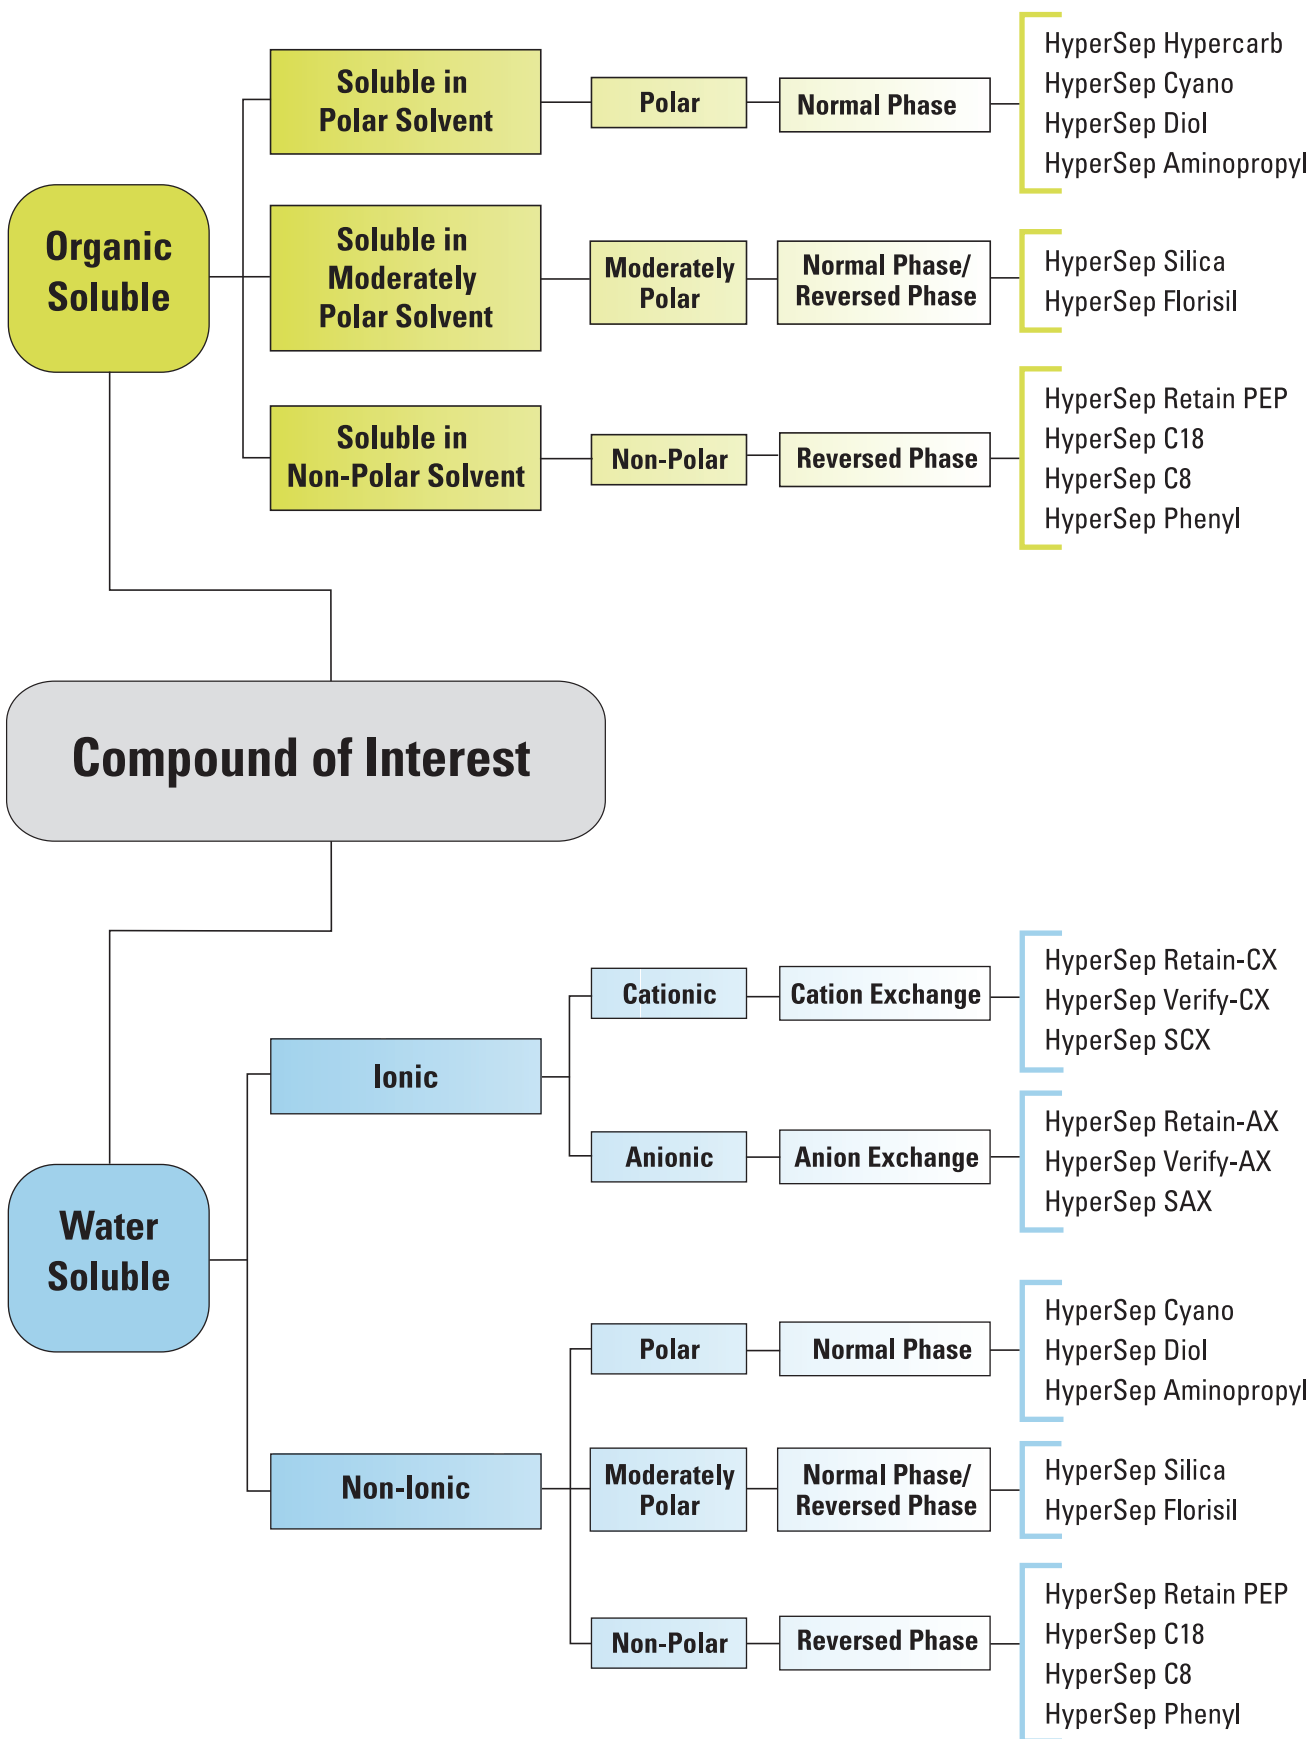 Organic
Soluble
Soluble in
Polar Solvent
Polar
Normal Phase
HyperSep Hypercarb
HyperSep Cyano
HyperSep Diol
HyperSep Aminopropyl
Soluble in
Moderately
Polar Solvent
Moderately
Polar
Normal Phase/
Reversed Phase
HyperSep Silica
HyperSep Florisil
Soluble in
Non-Polar Solvent
Non-Polar
Reversed Phase
HyperSep Retain PEP
HyperSep C18
HyperSep C8
HyperSep Phenyl
Compound of Interest
Water
Soluble
Ionic
Cationic
Cation Exchange
HyperSep Retain-CX
HyperSep Verify-CX
HyperSep SCX
Anionic
Anion Exchange
HyperSep Retain-AX
HyperSep Verify-AX
HyperSep SAX
Non-Ionic
Polar
Normal Phase
HyperSep Cyano
HyperSep Diol
HyperSep Aminopropyl
Moderately
Polar
Normal Phase/
Reversed Phase
HyperSep Silica
HyperSep Florisil
Non-Polar
Reversed Phase
HyperSep Retain PEP
HyperSep C18
HyperSep C8
HyperSep Phenyl